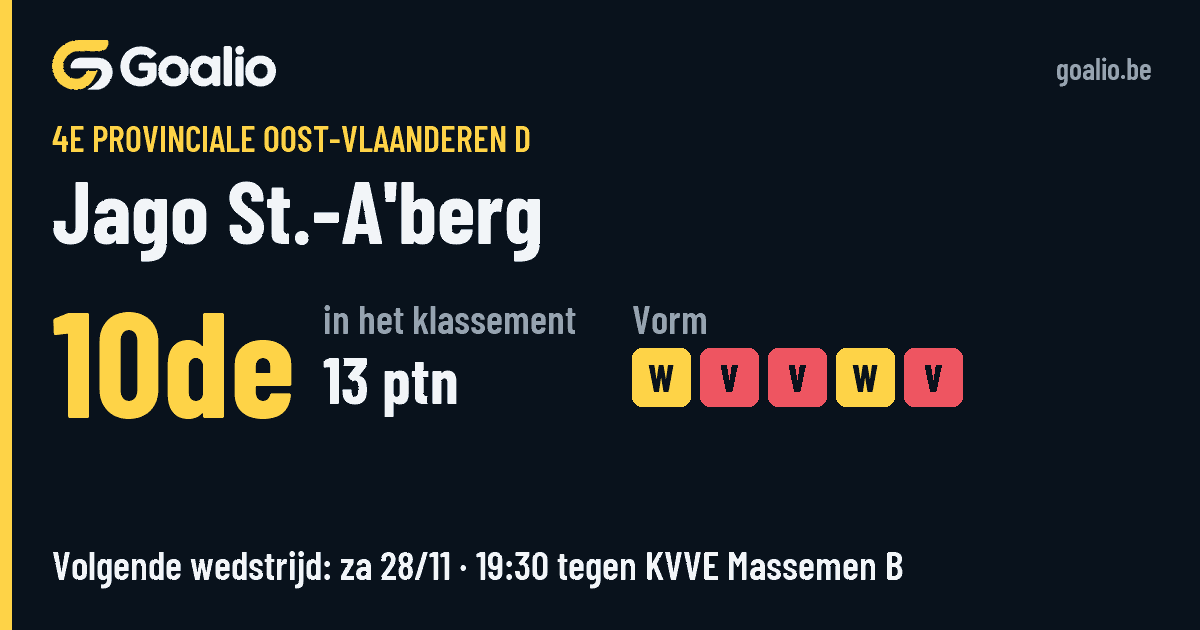 Goalio
goalio.be
4E PROVINCIALE OOST-VLAANDEREN D
Jago St.-A'berg
10de
in het klassement
13 ptn
Vorm
W V V W V
Volgende wedstrijd: za 28/11 · 19:30 tegen KVVE Massemen B